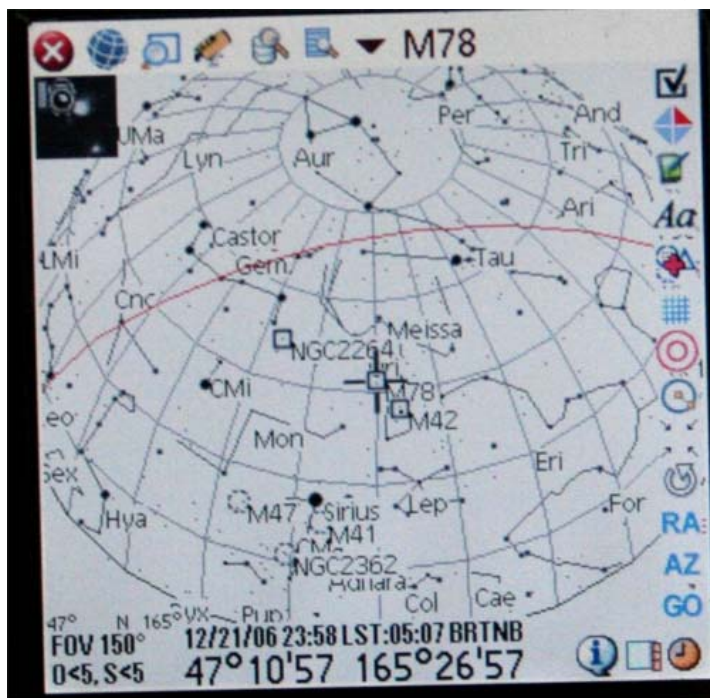 M78
UMa
Lyn
Aur
Per
And
Tri
Ari
Aa
LMi
Castor
Gem
Tau
Cnc
Meissa
NGC2264
M78
CMi
M42
Mon
Eri
Sex
Hya
M47
Sirius
Lep
For
M41
RA
NGC2362
AZ
Col
Cae
GO
47° N 165°
Pup
FOV 150° 12/21/06 23:58 LST:05:07 BRTNB
O<5, S<5 47°10'57 165°26'57